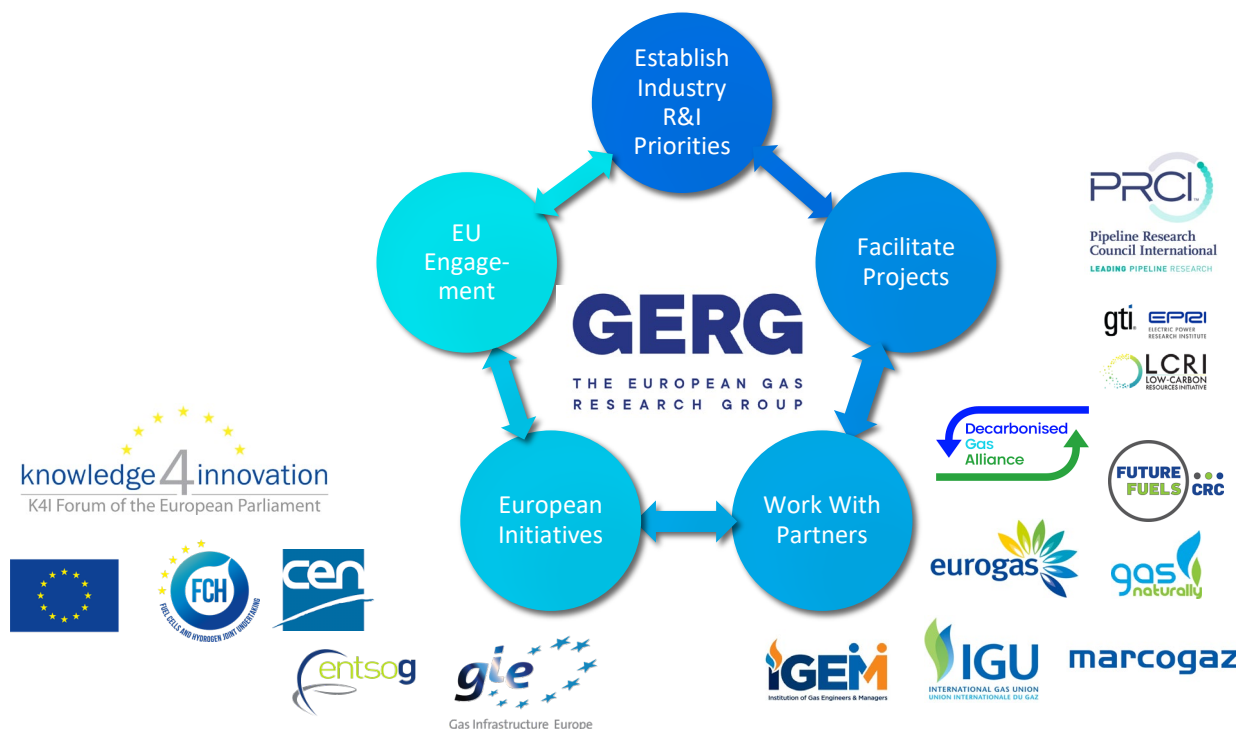 Establish
Industry
R&I
Priorities
EU
Engage-
ment
Facilitate
Projects
GERG
THE EUROPEAN GAS
RESEARCH GROUP
European
Initiatives
Work With
Partners
PRCI™
Pipeline Research
Council International
LEADING PIPELINE RESEARCH
gti®
EPRI
ELECTRIC POWER
RESEARCH INSTITUTE
LCRI
LOW-CARBON
RESOURCES INITIATIVE
Decarbonised
Gas
Alliance
FUTURE
FUELS CRC
knowledge4innovation
K4I Forum of the European Parliament
FCH
FUEL CELLS AND HYDROGEN JOINT UNDERTAKING
cen
eurogas
gas
naturally
entsog
gie
Gas Infrastructure Europe
IGEM
Institution of Gas Engineers & Managers
IGU
INTERNATIONAL GAS UNION
UNION INTERNATIONALE DU GAZ
marcogaz